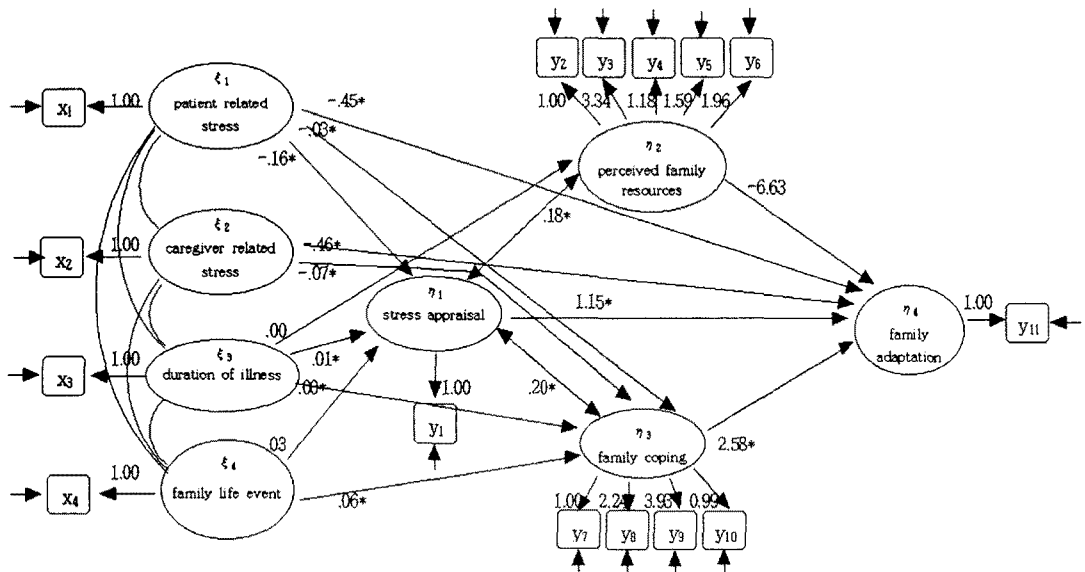 y₂
y₃
y₄
y₅
y₆
1.00
3.34
1.18
1.59
1.96
ξ₁
patient related
stress
x₁
1.00
-.45*
-.03*
-.16*
η₂
perceived family
resources
-6.63
.18*
ξ₂
caregiver related
stress
x₂
1.00
-.46*
-.07*
η₁
stress appraisal
1.15*
η₄
family
adaptation
1.00
y₁₁
.00
ξ₃
duration of illness
x₃
1.00
.01*
.00*
1.00
y₁
.20*
η₃
family coping
2.58*
ξ₄
family life event
x₄
1.00
.03
.06*
1.00
3.93
0.99
y₇
y₈
y₉
y₁₀